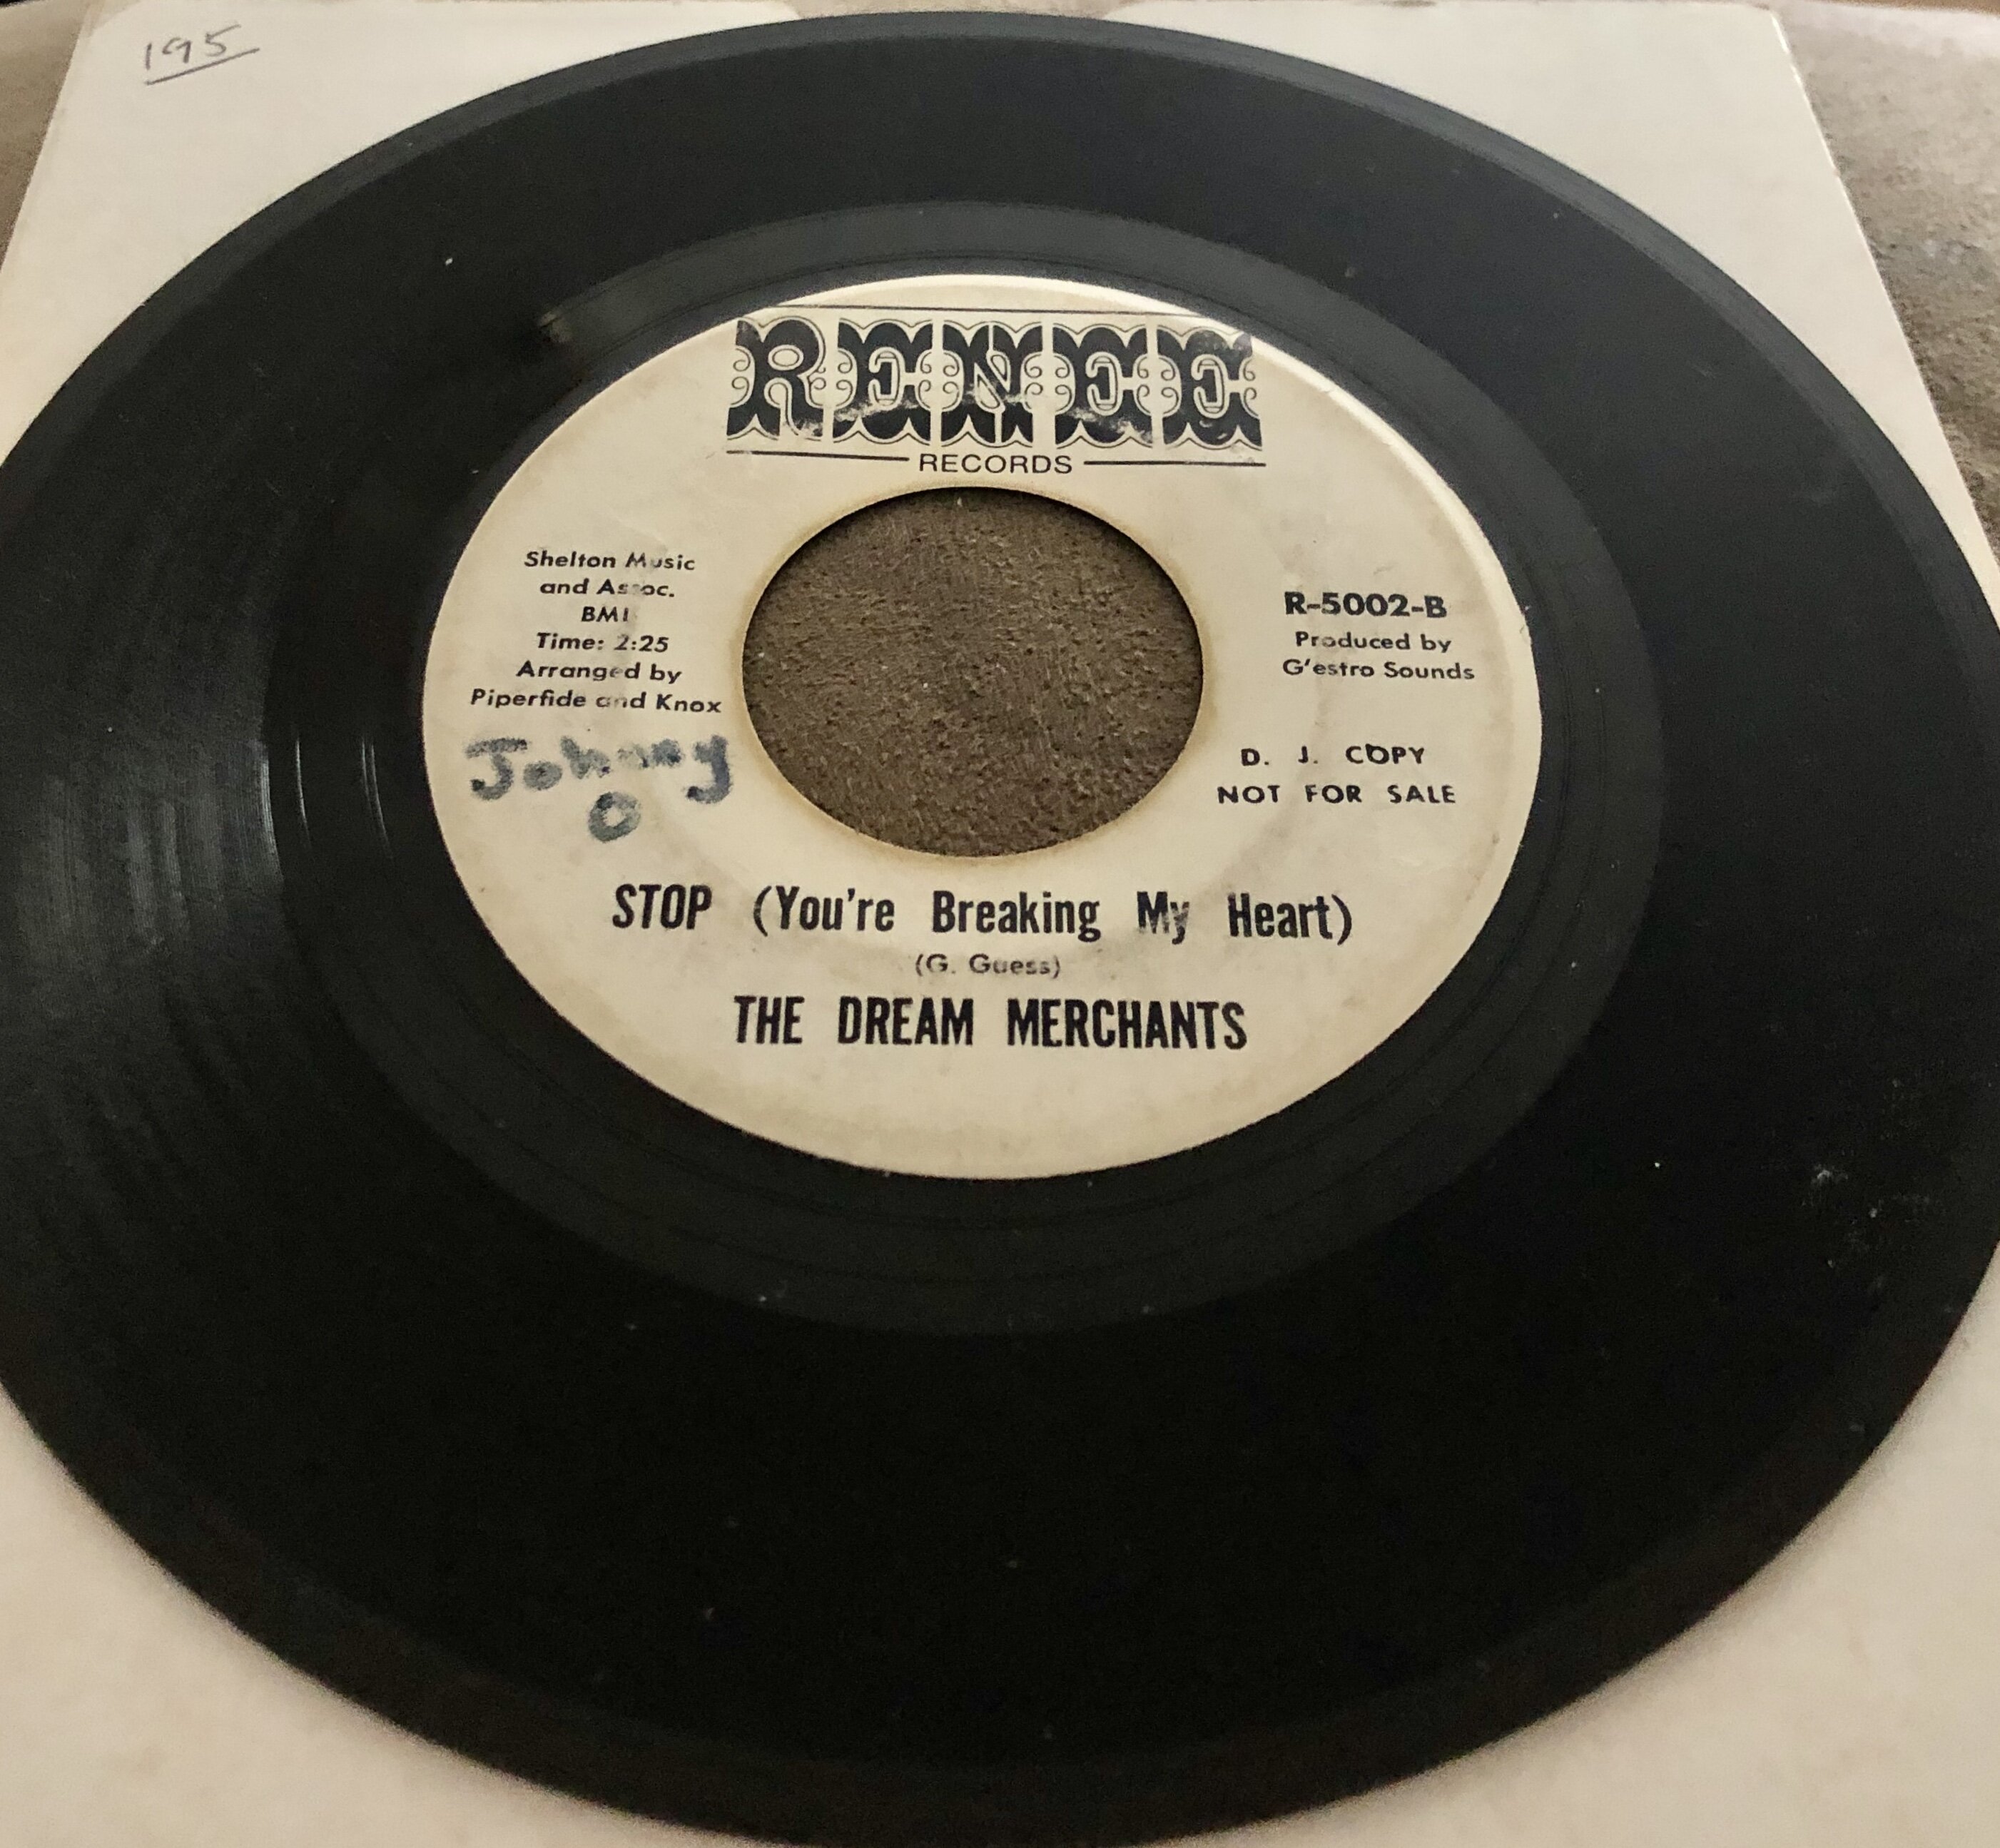 195
RENEE
RECORDS
Shelton Music
and Assoc.
BMI
Time: 2:25
Arranged by
Piperfide and Knox
Johnny
O
R-5002-B
Produced by
G'estro Sounds
D. J. COPY
NOT FOR SALE
STOP (You're Breaking My Heart)
(G. Guess)
THE DREAM MERCHANTS